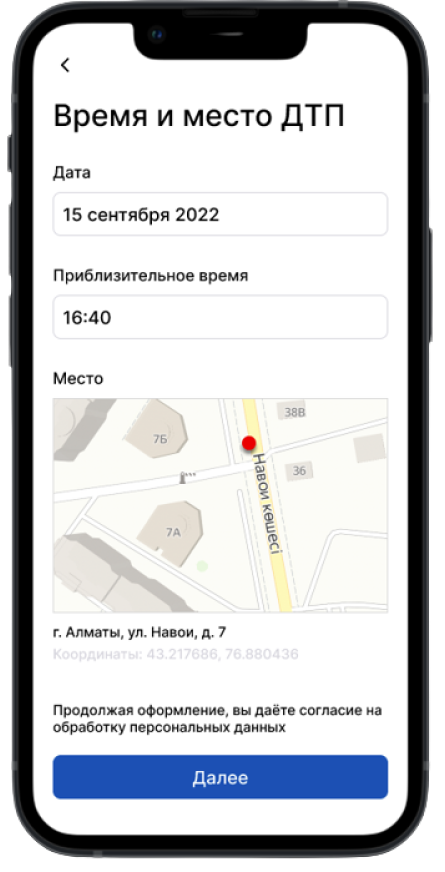 Время и место ДТП
Дата
15 сентября 2022
Приблизительное время
16:40
Место
38В
7Б
36
Навои көшесі
7А
г. Алматы, ул. Навои, д. 7
Координаты: 43.217686, 76.880436
Продолжая оформление, вы даёте согласие на
обработку персональных данных
Далее